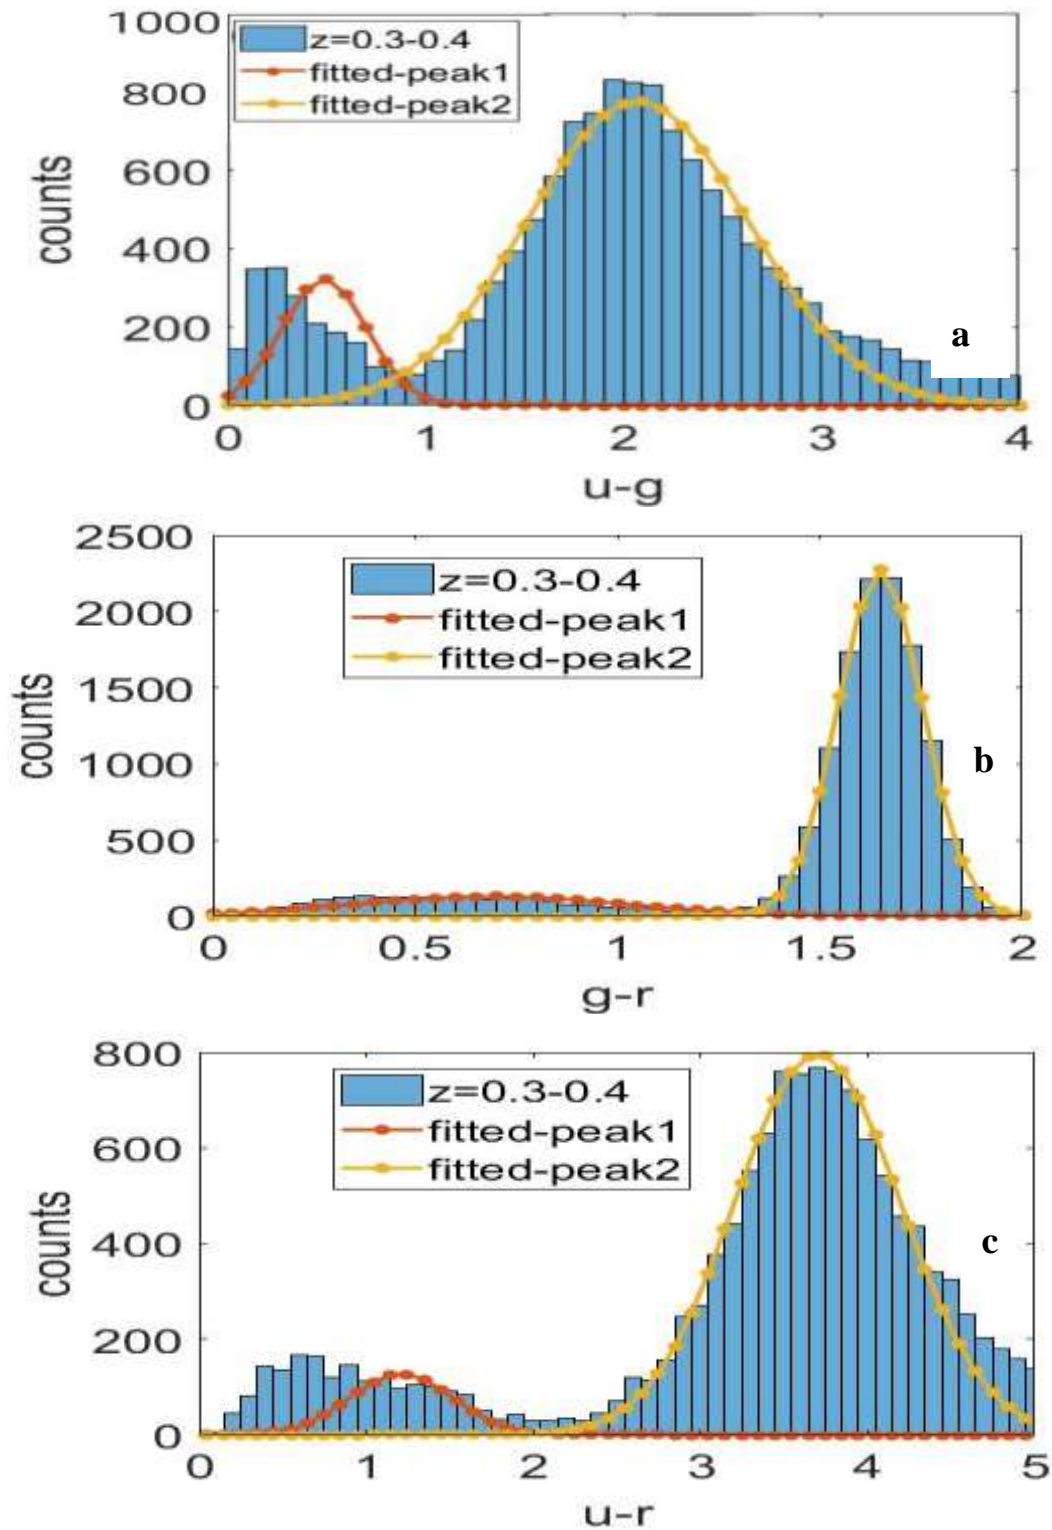 1000
800
600
400
200
0
counts
z=0.3-0.4
fitted-peak1
fitted-peak2
a
0 1 2 3 4
u-g
2500
2000
1500
1000
500
0
counts
z=0.3-0.4
fitted-peak1
fitted-peak2
b
0 0.5 1 1.5 2
g-r
800
600
400
200
0
counts
z=0.3-0.4
fitted-peak1
fitted-peak2
c
0 1 2 3 4 5
u-r